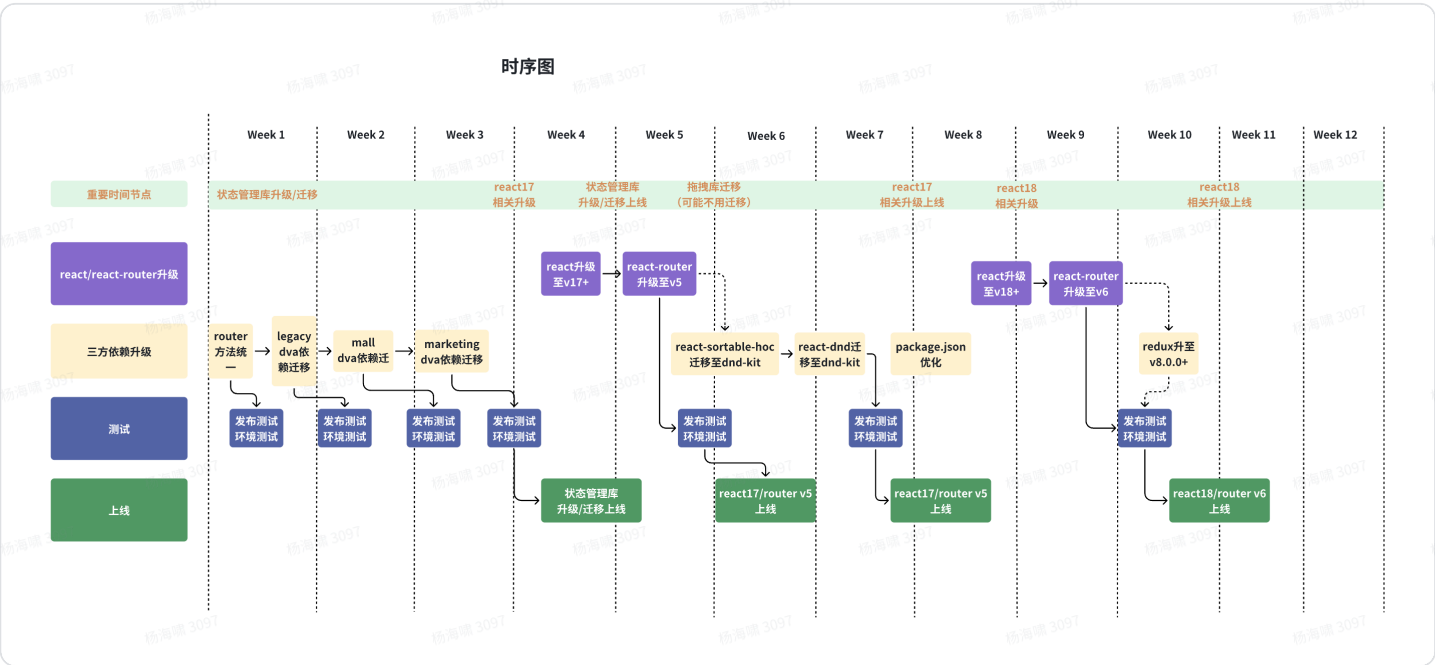 时序图
Week 1
Week 2
Week 3
Week 4
Week 5
Week 6
Week 7
Week 8
Week 9
Week 10
Week 11
Week 12
重要时间节点
状态管理库升级/迁移
react17
相关升级
状态管理库
升级/迁移上线
拖拽库迁移
（可能不用迁移）
react17
相关升级上线
react18
相关升级
react18
相关升级上线
react/react-router升级
react升级
至v17+
react-router
升级至v5
react升级
至v18+
react-router
升级至v6
三方依赖升级
router
方法统
一
legacy
dva依
赖迁移
mall
dva依赖迁
marketing
dva依赖迁移
react-sortable-hoc
迁移至dnd-kit
react-dnd迁
移至dnd-kit
package.json
优化
redux升至
v8.0.0+
测试
发布测试
环境测试
发布测试
环境测试
发布测试
环境测试
发布测试
环境测试
发布测试
环境测试
发布测试
环境测试
发布测试
环境测试
上线
状态管理库
升级/迁移上线
react17/router v5
上线
react17/router v5
上线
react18/router v6
上线
杨海啸 3097